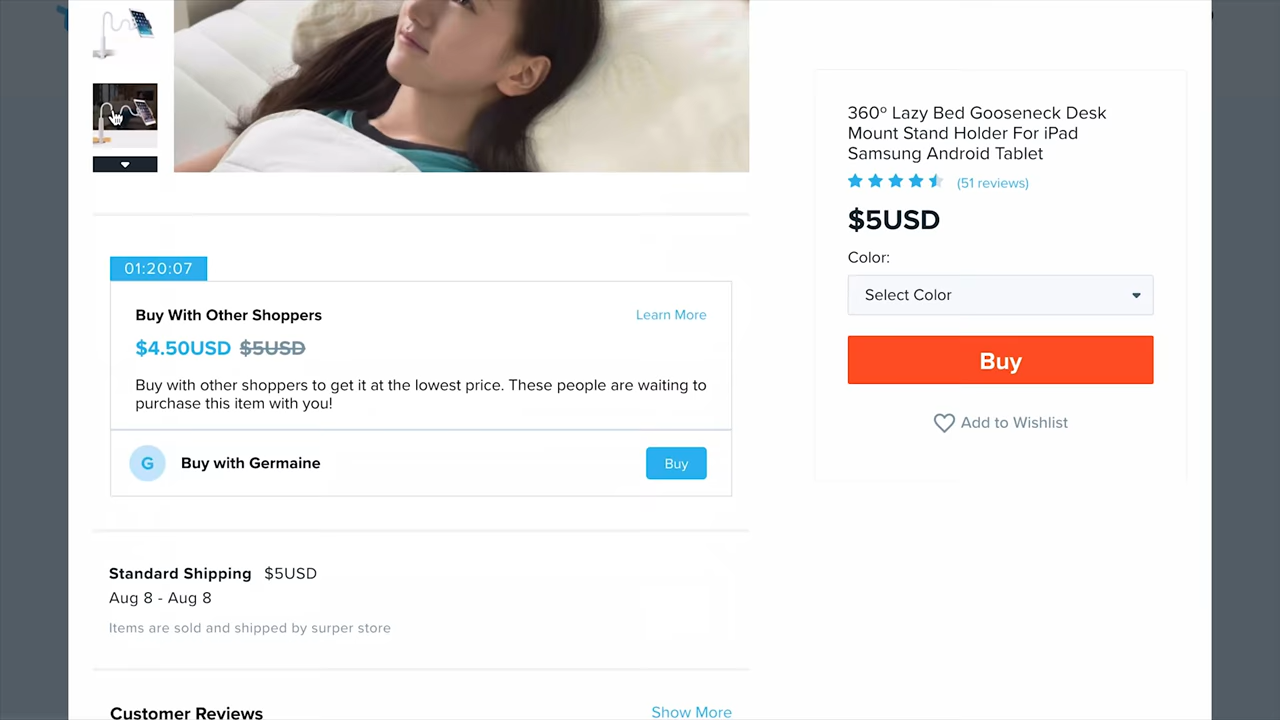 360º Lazy Bed Gooseneck Desk
Mount Stand Holder For iPad
Samsung Android Tablet
(51 reviews)
$5USD
Color:
Select Color
Buy
Add to Wishlist
01:20:07
Buy With Other Shoppers
Learn More
$4.50USD $5USD
Buy with other shoppers to get it at the lowest price. These people are waiting to
purchase this item with you!
G
Buy with Germaine
Buy
Standard Shipping $5USD
Aug 8 - Aug 8
Items are sold and shipped by surper store
Customer Reviews
Show More